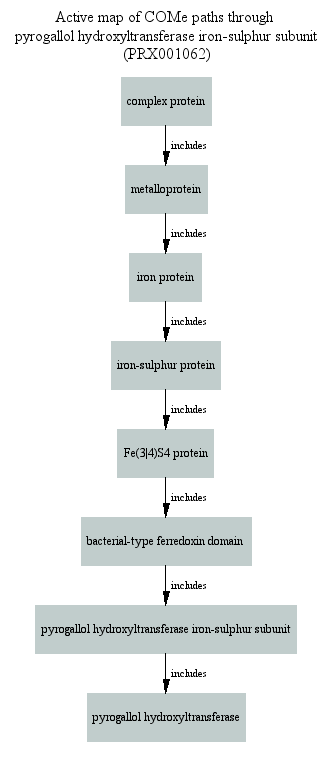 Active map of COMe paths through
pyrogallol hydroxyltransferase iron-sulphur subunit
(PRX001062)
complex protein
includes
metalloprotein
includes
iron protein
includes
iron-sulphur protein
includes
Fe(3|4)S4 protein
includes
bacterial-type ferredoxin domain
includes
pyrogallol hydroxyltransferase iron-sulphur subunit
includes
pyrogallol hydroxyltransferase